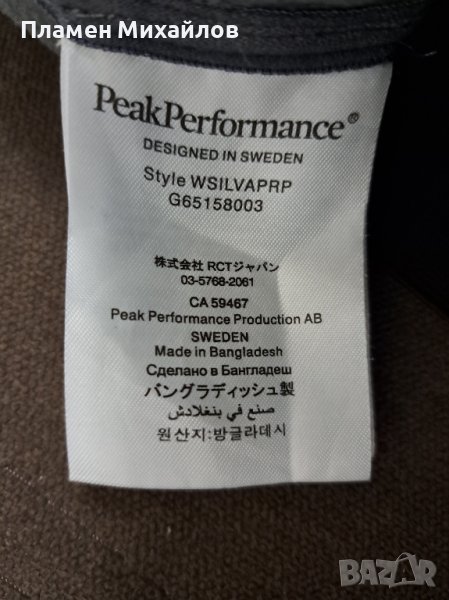 Пламен Михайлов
PeakPerformance®
DESIGNED IN SWEDEN
Style WSILVAPRP
G65158003
株式会社 RCTジャパン
03-5768-2061
CA 59467
Peak Performance Production AB
SWEDEN
Made in Bangladesh
Сделано в Бангладеш
バングラディッシュ製
صنع في بنغلادش
원산지:방글라데시
BAZAR